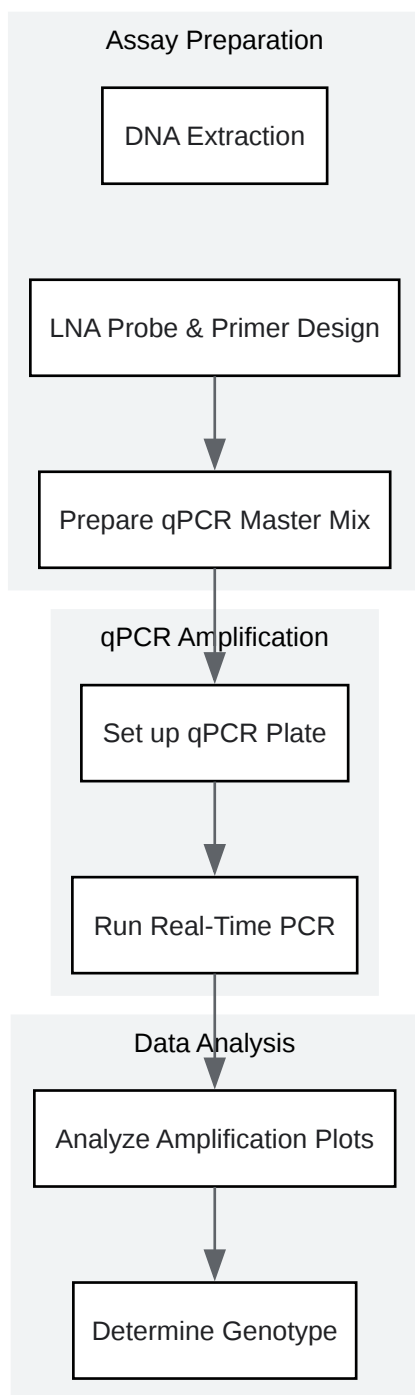 Assay Preparation
DNA Extraction
LNA Probe & Primer Design
Prepare qPCR Master Mix
qPCR Amplification
Set up qPCR Plate
Run Real-Time PCR
Data Analysis
Analyze Amplification Plots
Determine Genotype